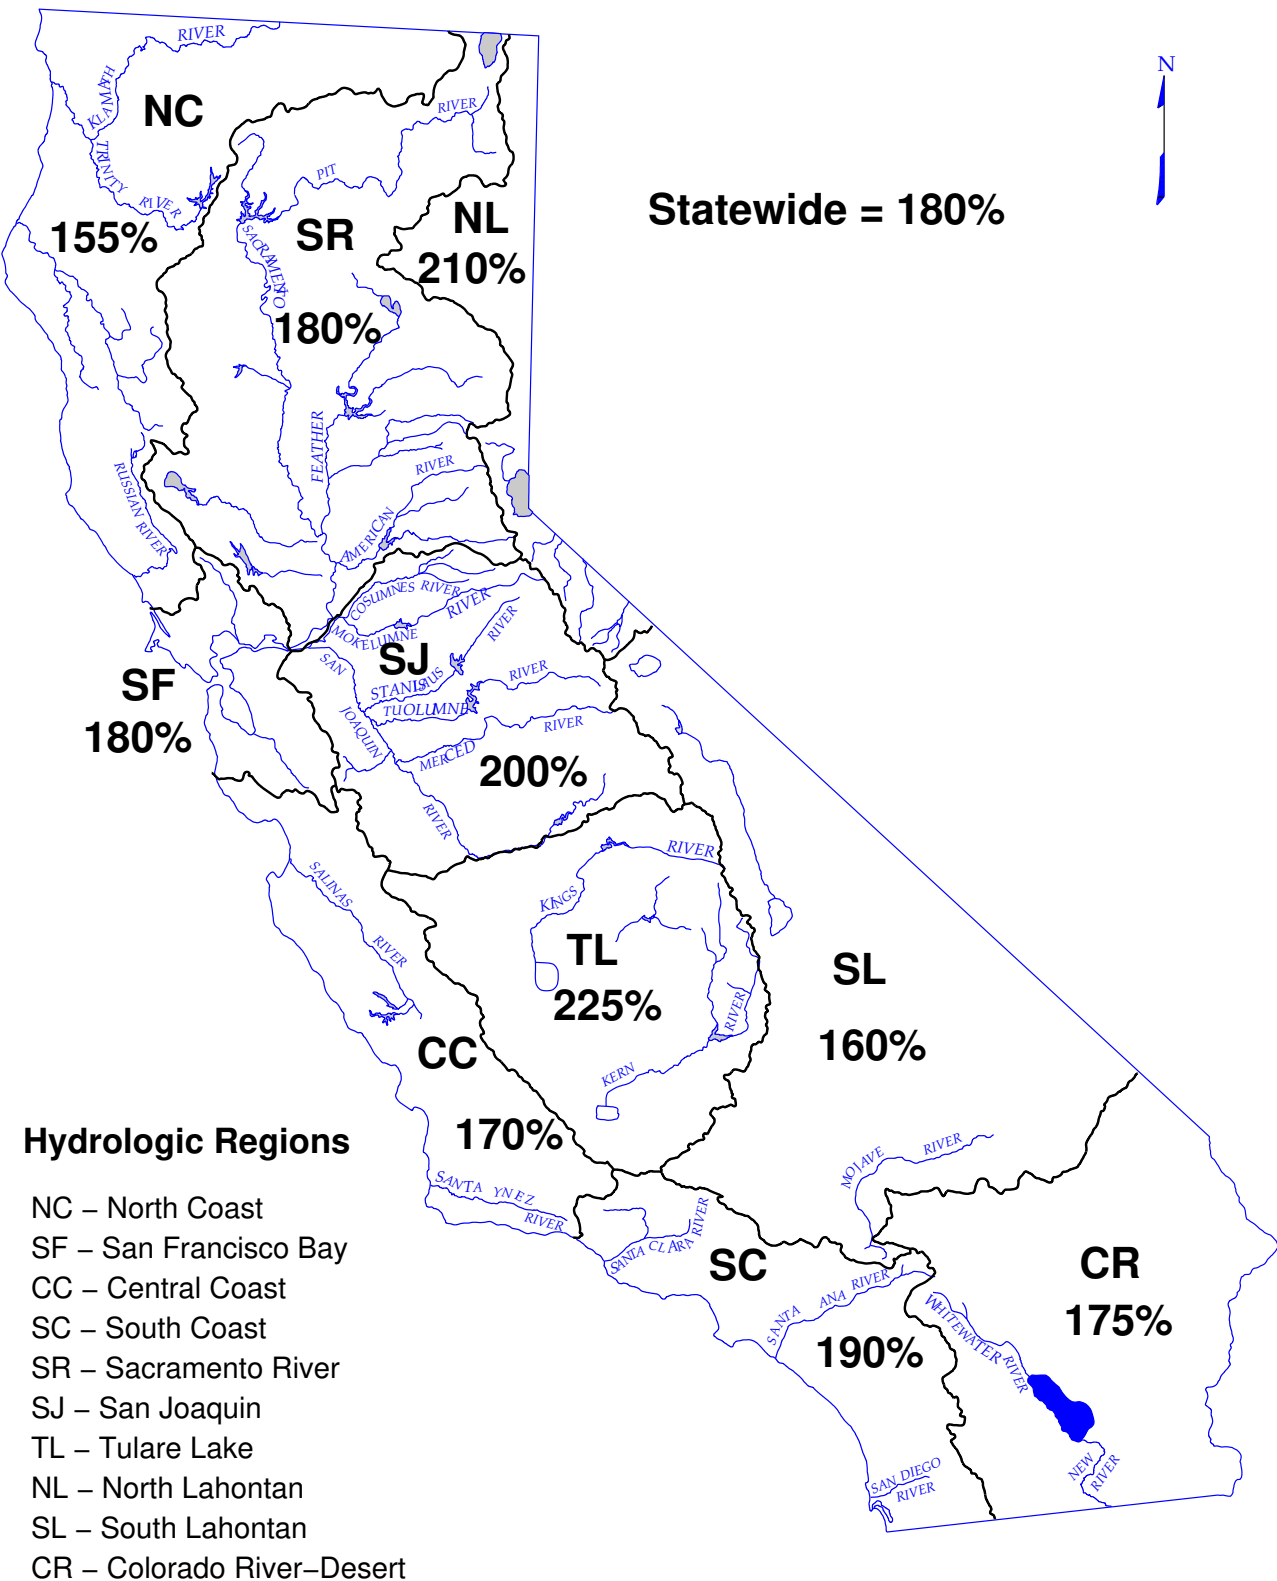 RIVER
N
KLAMATH
NC
RIVER
TRINITY
RIVER
PIT
155%
SR
NL
210%
Statewide = 180%
SACRAMENTO
180%
FEATHER
RIVER
AMERICAN
RUSSIAN RIVER
COSUMNES RIVER
MOKELUMNE
RIVER
SAN
JOAQUIN
RIVER
SJ
STANISLAUS
RIVER
TUOLUMNE
RIVER
MERCED
RIVER
200%
SF
180%
SALINAS
RIVER
KINGS
RIVER
TL
225%
RIVER
KERN
SL
160%
CC
170%
SANTA YNEZ
RIVER
SANTA CLARA RIVER
SC
MOJAVE
RIVER
SANTA ANA RIVER
190%
WHITEWATER
RIVER
CR
175%
NEW
RIVER
SAN DIEGO
RIVER
Hydrologic Regions
NC – North Coast
SF – San Francisco Bay
CC – Central Coast
SC – South Coast
SR – Sacramento River
SJ – San Joaquin
TL – Tulare Lake
NL – North Lahontan
SL – South Lahontan
CR – Colorado River–Desert